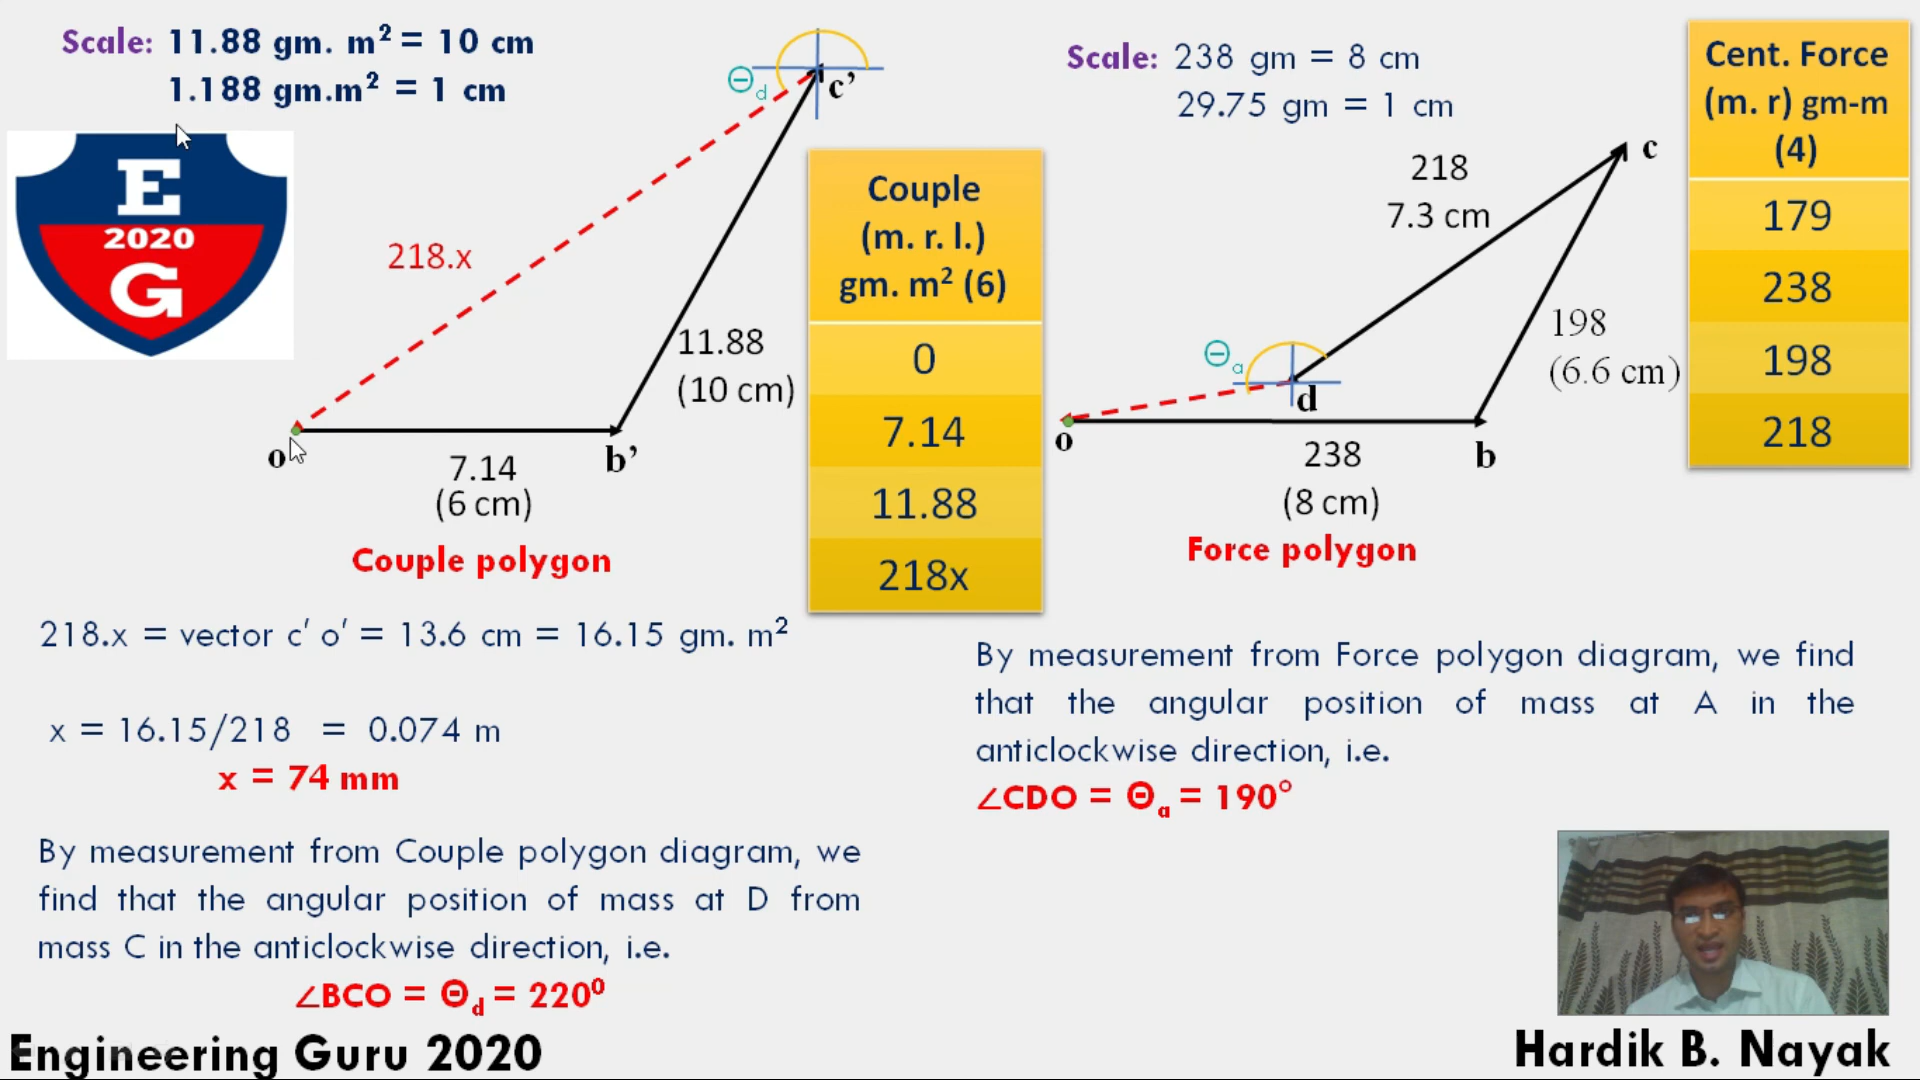 Scale: 11.88 gm. m² = 10 cm
1.188 gm.m² = 1 cm
E
2020
G
Θd
c’
218.x
11.88
(10 cm)
o
b’
7.14
(6 cm)
Couple polygon
Couple
(m. r. l.)
gm. m² (6)
0
7.14
11.88
218x
Scale: 238 gm = 8 cm
29.75 gm = 1 cm
218
7.3 cm
c
198
(6.6 cm)
Θa
d
o
b
238
(8 cm)
Force polygon
Cent. Force
(m. r) gm-m
(4)
179
238
198
218
218.x = vector c' o' = 13.6 cm = 16.15 gm. m²
x = 16.15/218 = 0.074 m
x = 74 mm
By measurement from Couple polygon diagram, we
find that the angular position of mass at D from
mass C in the anticlockwise direction, i.e.
∠BCO = Θd = 220⁰
By measurement from Force polygon diagram, we find
that the angular position of mass at A in the
anticlockwise direction, i.e.
∠CDO = Θa = 190°
Engineering Guru 2020
Hardik B. Nayak